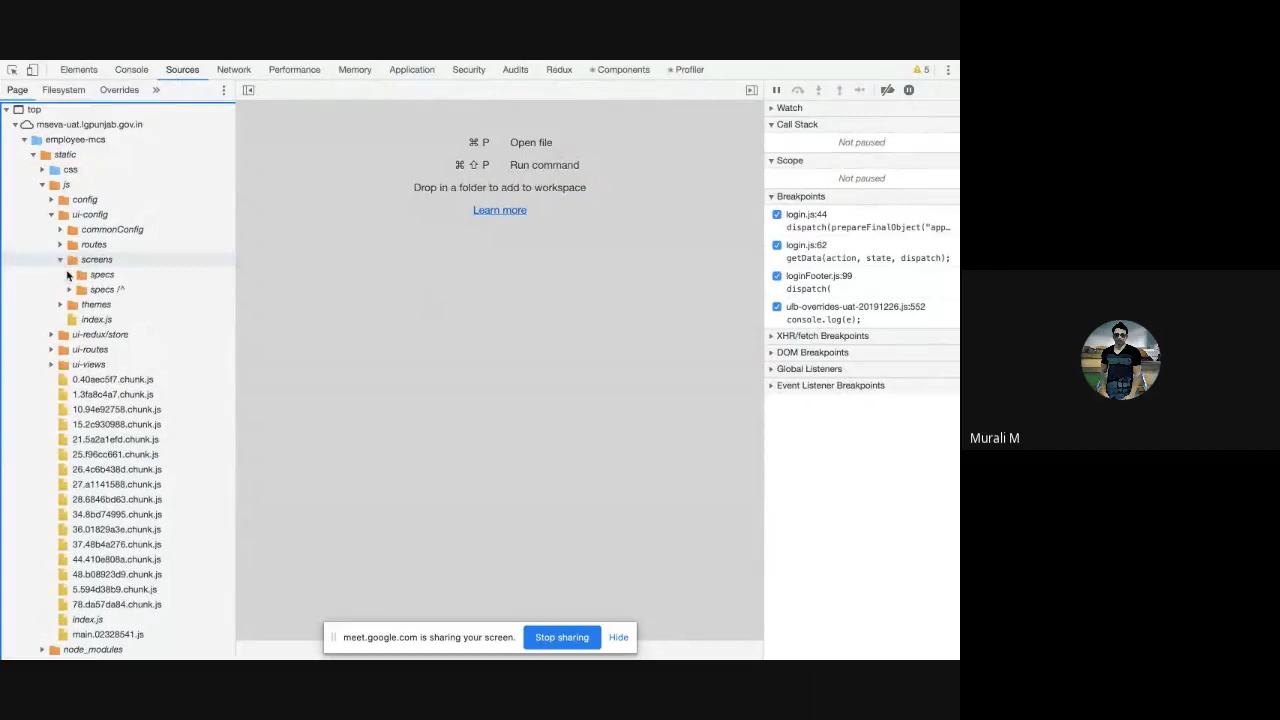 Elements Console Sources Network Performance Memory Application Security Audits Redux Components Profiler 5
Page Filesystem Overrides »
top
mseva-uat.lgpunjab.gov.in
employee-mcs
static
css
js
config
ui-config
commonConfig
routes
screens
specs
specs /^
themes
index.js
ui-redux/store
ui-routes
ui-views
0.40aec5f7.chunk.js
1.3fa8c4a7.chunk.js
10.94e92758.chunk.js
15.2c930988.chunk.js
21.5a2a1efd.chunk.js
25.f96cc661.chunk.js
26.4c6b438d.chunk.js
27.a1141588.chunk.js
28.6846bd63.chunk.js
34.8bd74995.chunk.js
36.01829a3e.chunk.js
37.48b4a276.chunk.js
44.410e808a.chunk.js
48.b08923d9.chunk.js
5.594d38b9.chunk.js
78.da57da84.chunk.js
index.js
main.02328541.js
node_modules
⌘ P Open file
⌘ ⇧ P Run command
Drop in a folder to add to workspace
Learn more
Watch
Call Stack
Not paused
Scope
Not paused
Breakpoints
login.js:44
dispatch(prepareFinalObject("app…
login.js:62
getData(action, state, dispatch);
loginFooter.js:99
dispatch(
ulb-overrides-uat-20191226.js:552
console.log(e);
XHR/fetch Breakpoints
DOM Breakpoints
Global Listeners
Event Listener Breakpoints
meet.google.com is sharing your screen. Stop sharing Hide
Murali M